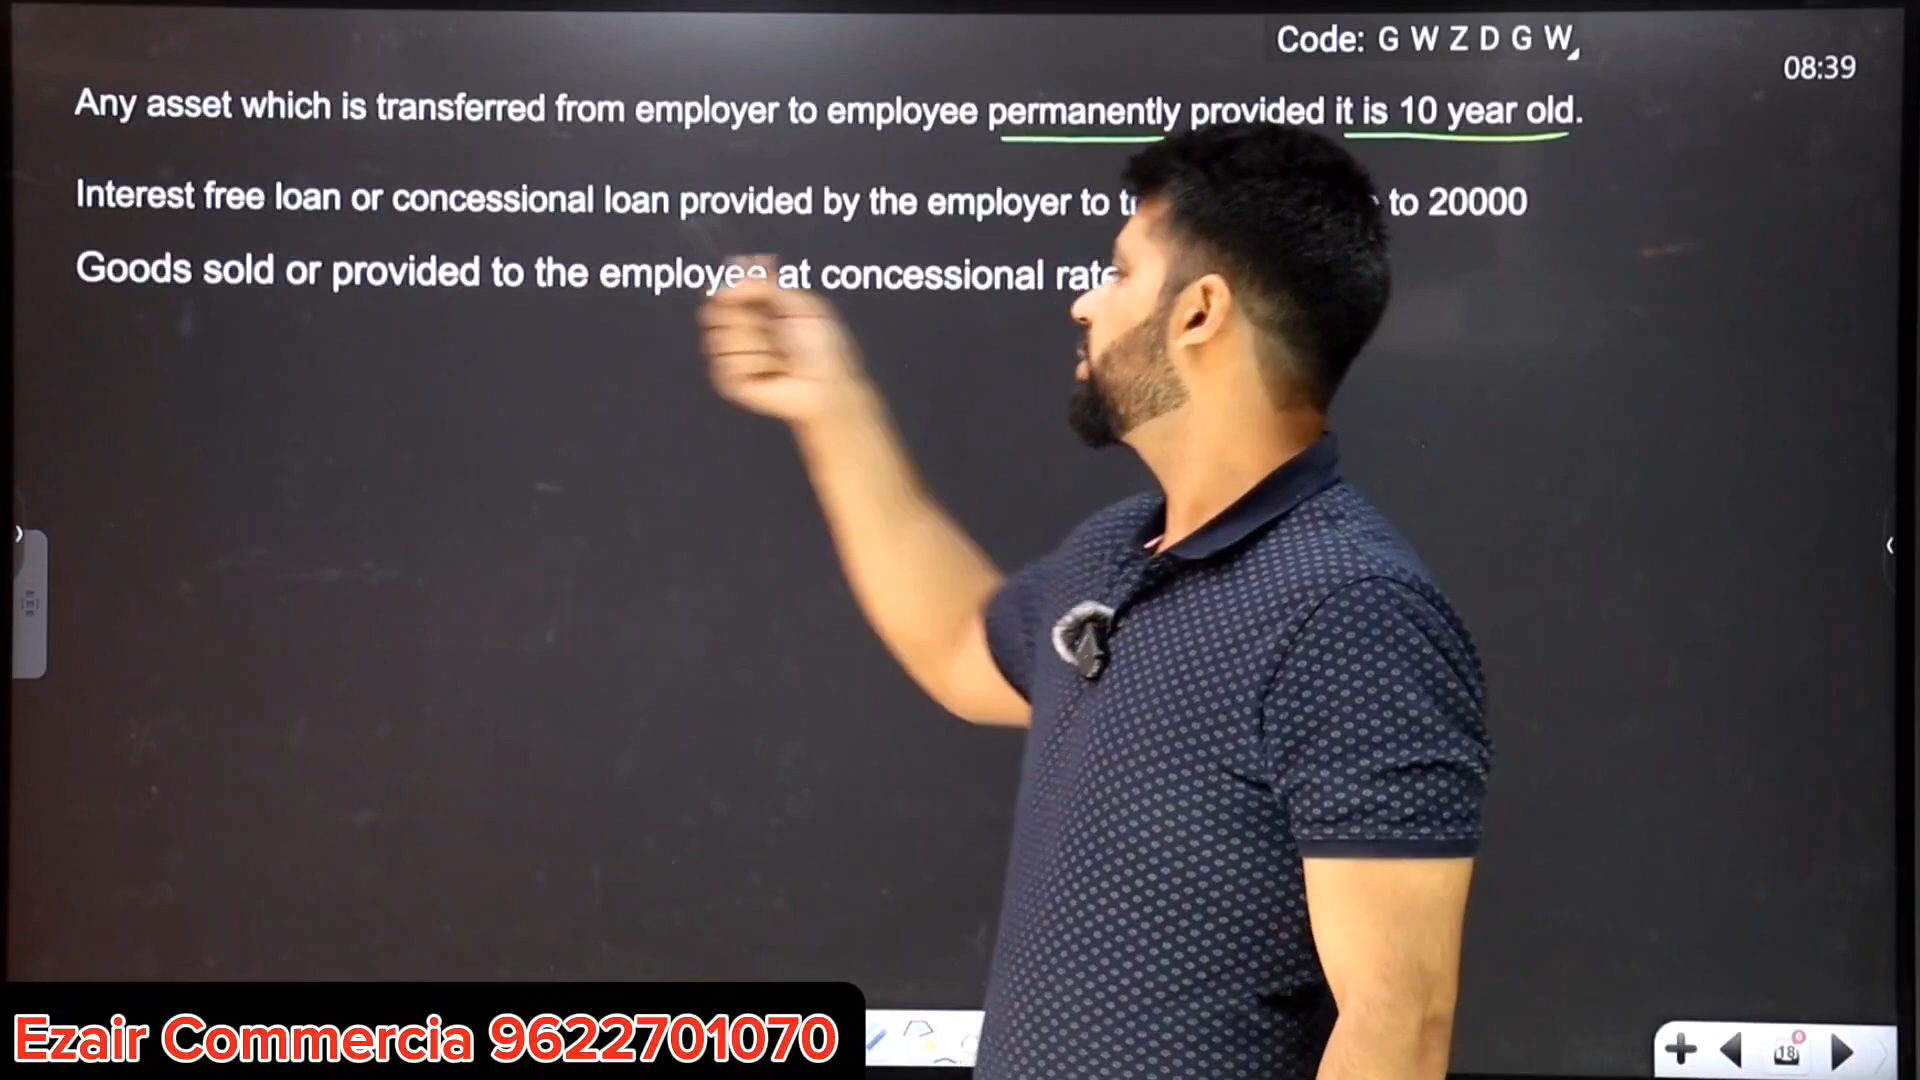 Code: G W Z D G W
08:39
Any asset which is transferred from employer to employee permanently provided it is 10 year old.
Interest free loan or concessional loan provided by the employer to to 20000
Goods sold or provided to the employee at concessional rate
18
Ezair Commercia 9622701070